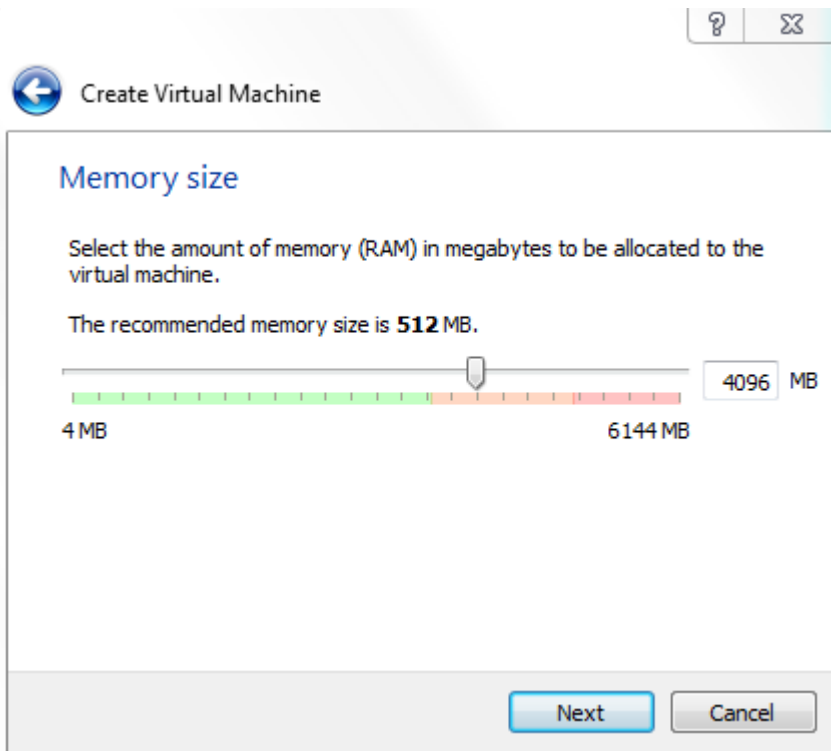 ?
Create Virtual Machine
Memory size
Select the amount of memory (RAM) in megabytes to be allocated to the
virtual machine.
The recommended memory size is 512 MB.
4096 MB
4 MB 6144 MB
Next Cancel